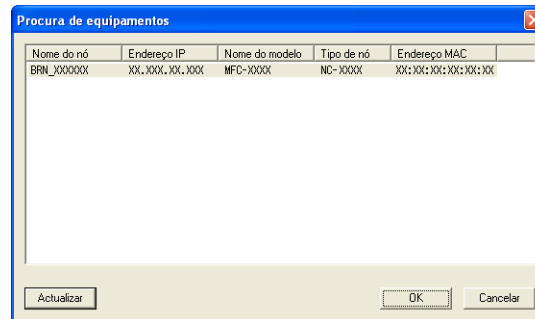 Procura de equipamentos
Nome do nó Endereço IP Nome do modelo Tipo de nó Endereço MAC
BRN_XXXXXX XX.XXX.XX.XXX MFC-XXXX NC-XXXX XX:XX:XX:XX:XX:XX
Actualizar OK Cancelar